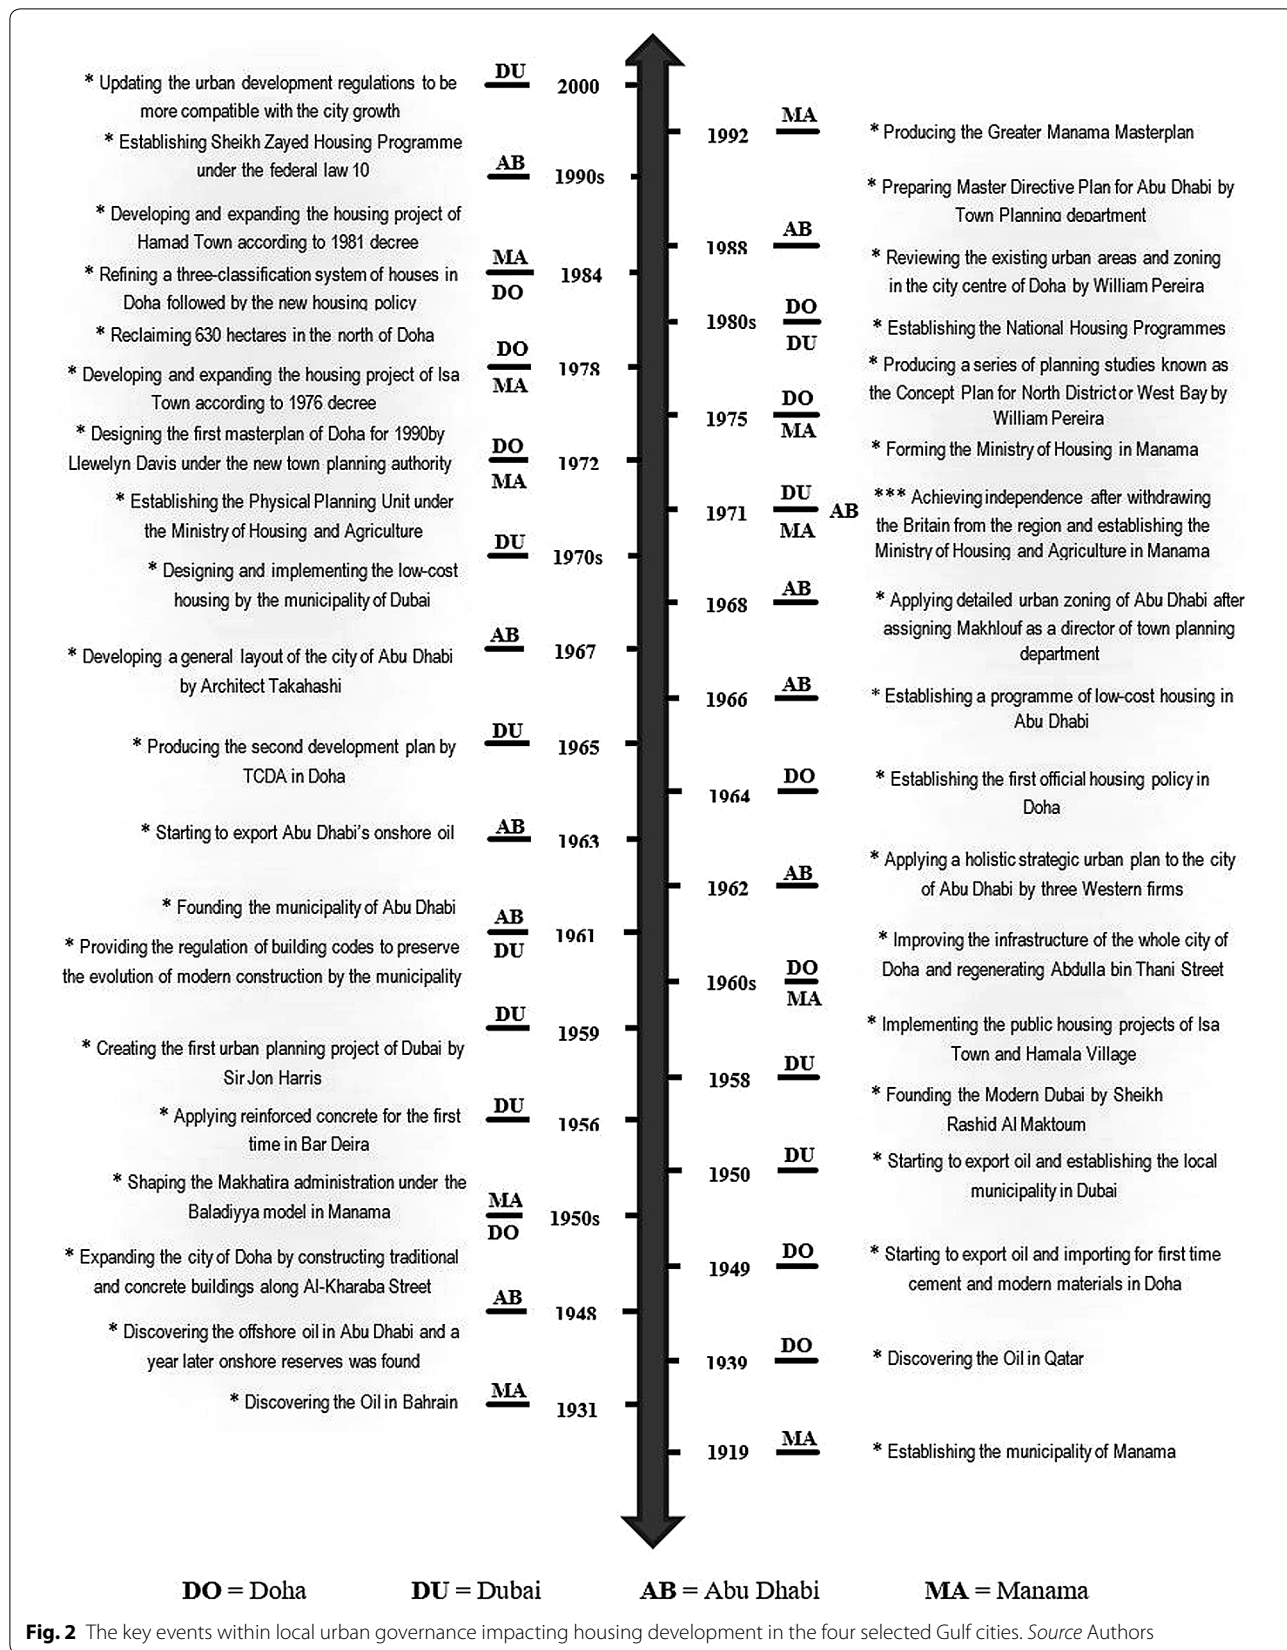 DU
2000
* Updating the urban development regulations to be
more compatible with the city growth
MA
1992
* Producing the Greater Manama Masterplan
* Establishing Sheikh Zayed Housing Programme
under the federal law 10
AB
1990s
* Preparing Master Directive Plan for Abu Dhabi by
Town Planning department
AB
1988
* Developing and expanding the housing project of
Hamad Town according to 1981 decree
MA
DO
1984
* Refining a three-classification system of houses in
Doha followed by the new housing policy
* Reviewing the existing urban areas and zoning
in the city centre of Doha by William Pereira
DO
DU
1980s
* Establishing the National Housing Programmes
* Reclaiming 630 hectares in the north of Doha
DO
MA
1978
* Developing and expanding the housing project of Isa
Town according to 1976 decree
* Producing a series of planning studies known as
the Concept Plan for North District or West Bay by
William Pereira
DO
MA
1975
* Forming the Ministry of Housing in Manama
* Designing the first masterplan of Doha for 1990by
Llewelyn Davis under the new town planning authority
DO
MA
1972
* Establishing the Physical Planning Unit under
the Ministry of Housing and Agriculture
DU
MA
AB
1971
*** Achieving independence after withdrawing
the Britain from the region and establishing the
Ministry of Housing and Agriculture in Manama
DU
1970s
* Designing and implementing the low-cost
housing by the municipality of Dubai
AB
1968
* Applying detailed urban zoning of Abu Dhabi after
assigning Makhlouf as a director of town planning
department
AB
1967
* Developing a general layout of the city of Abu Dhabi
by Architect Takahashi
AB
1966
* Establishing a programme of low-cost housing in
Abu Dhabi
DU
1965
* Producing the second development plan by
TCDA in Doha
DO
1964
* Establishing the first official housing policy in
Doha
AB
1963
* Starting to export Abu Dhabi's onshore oil
AB
1962
* Applying a holistic strategic urban plan to the city
of Abu Dhabi by three Western firms
* Founding the municipality of Abu Dhabi
AB
DU
1961
* Providing the regulation of building codes to preserve
the evolution of modern construction by the municipality
* Improving the infrastructure of the whole city of
Doha and regenerating Abdulla bin Thani Street
DO
MA
1960s
* Implementing the public housing projects of Isa
Town and Hamala Village
DU
1959
* Creating the first urban planning project of Dubai by
Sir Jon Harris
DU
1958
* Founding the Modern Dubai by Sheikh
Rashid Al Maktoum
DU
1956
* Applying reinforced concrete for the first
time in Bar Deira
DU
1950
* Starting to export oil and establishing the local
municipality in Dubai
* Shaping the Makhatira administration under the
Baladiyya model in Manama
MA
DO
1950s
* Expanding the city of Doha by constructing traditional
and concrete buildings along Al-Kharaba Street
DO
1949
* Starting to export oil and importing for first time
cement and modern materials in Doha
AB
1948
* Discovering the offshore oil in Abu Dhabi and a
year later onshore reserves was found
DO
1939
* Discovering the Oil in Qatar
MA
1931
* Discovering the Oil in Bahrain
MA
1919
* Establishing the municipality of Manama
DO = Doha DU = Dubai AB = Abu Dhabi MA = Manama
Fig. 2 The key events within local urban governance impacting housing development in the four selected Gulf cities. Source Authors